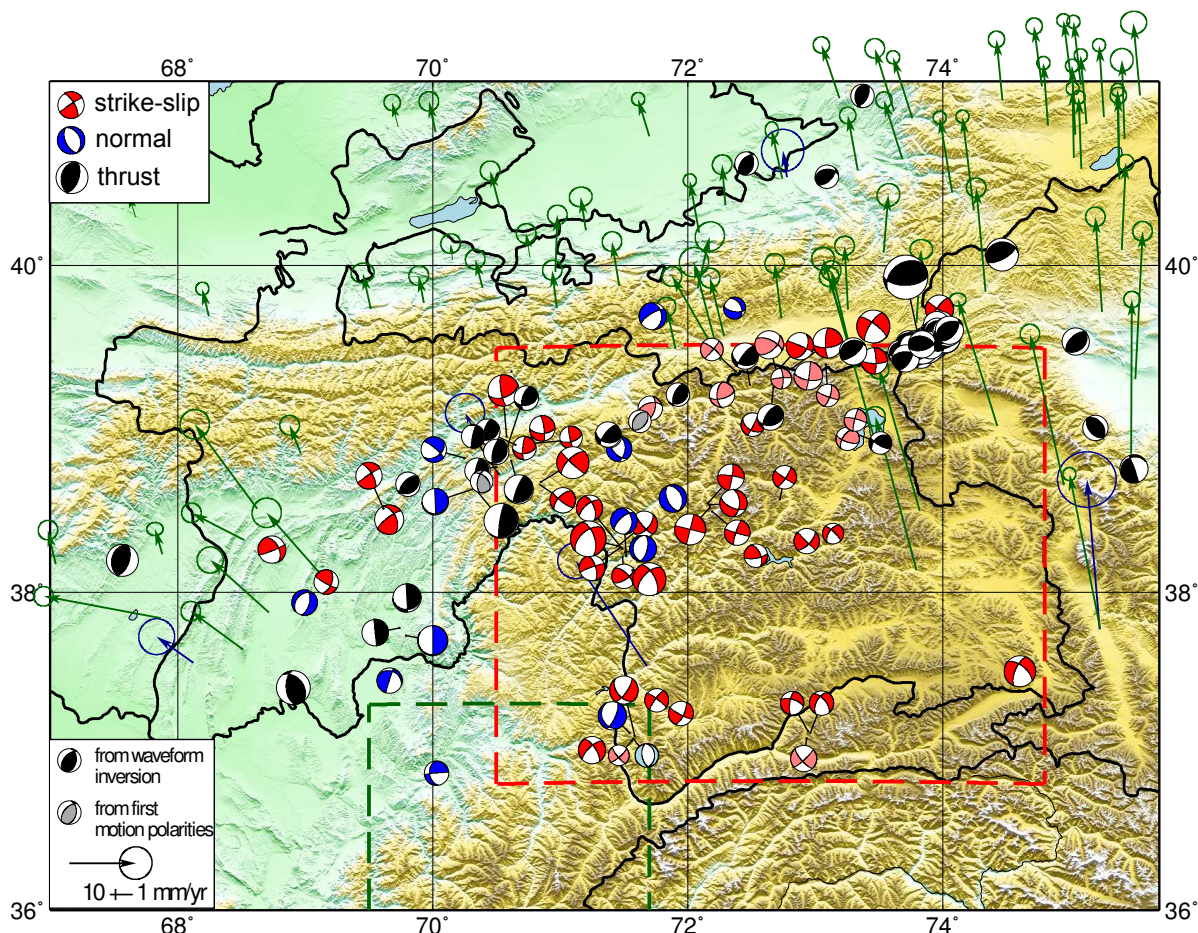 68˚ 70˚ 72˚ 74˚
strike-slip
normal
thrust
40˚ 40˚
38˚ 38˚
from waveform
inversion
from first
motion polarities
10 +- 1 mm/yr
36˚ 36˚
68˚ 70˚ 72˚ 74˚